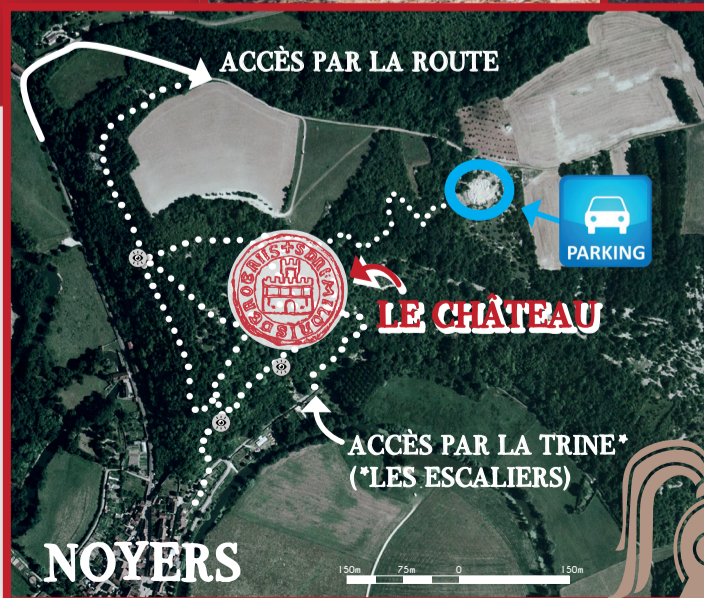 ACCÈS PAR LA ROUTE
PARKING
LE CHÂTEAU
ACCÈS PAR LA TRINE*
(*LES ESCALIERS)
NOYERS
150m 75m 0 150m